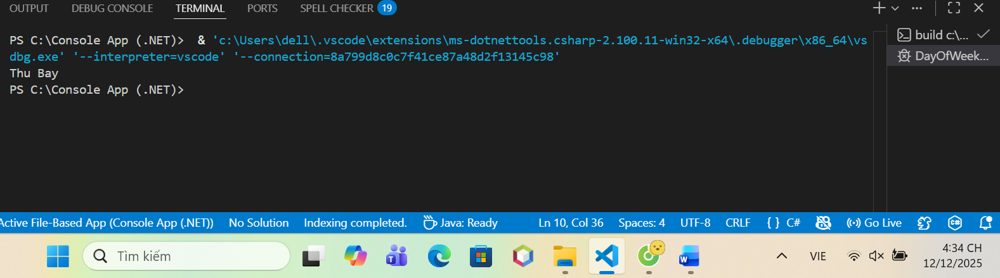 OUTPUT DEBUG CONSOLE TERMINAL PORTS SPELL CHECKER 19
PS C:\Console App (.NET)>  & 'c:\Users\dell\.vscode\extensions\ms-dotnettools.csharp-2.100.11-win32-x64\.debugger\x86_64\vs
dbg.exe' '--interpreter=vscode' '--connection=8a799d8c0c7f41ce87a48d2f13145c98'
Thu Bay
PS C:\Console App (.NET)>
build c:\...
DayOfWeek...
Active File-Based App (Console App (.NET)) No Solution Indexing completed. Java: Ready Ln 10, Col 36 Spaces: 4 UTF-8 CRLF { } C# Go Live C#
Tìm kiếm
T
W
VIE
4:34 CH
12/12/2025